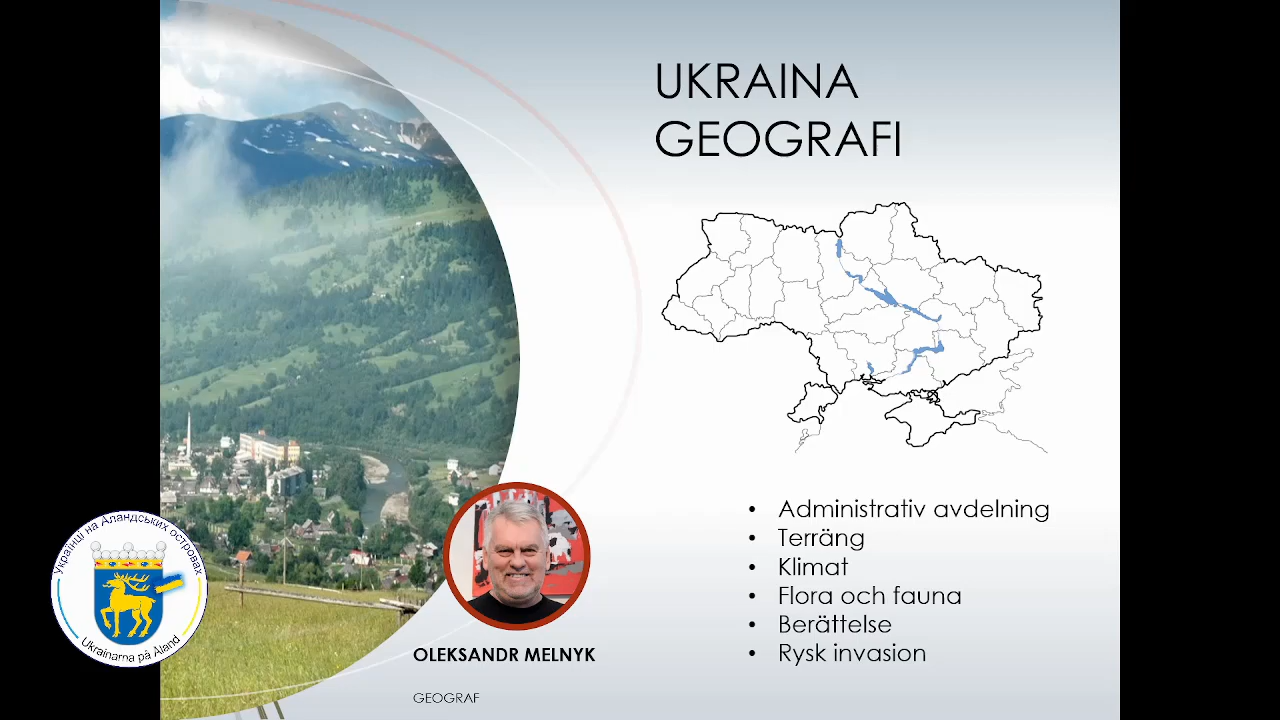 UKRAINA
GEOGRAFI
• Administrativ avdelning
• Terräng
• Klimat
• Flora och fauna
• Berättelse
• Rysk invasion
OLEKSANDR MELNYK
GEOGRAF
Українці на Аландських островах
Ukrainarna på Åland